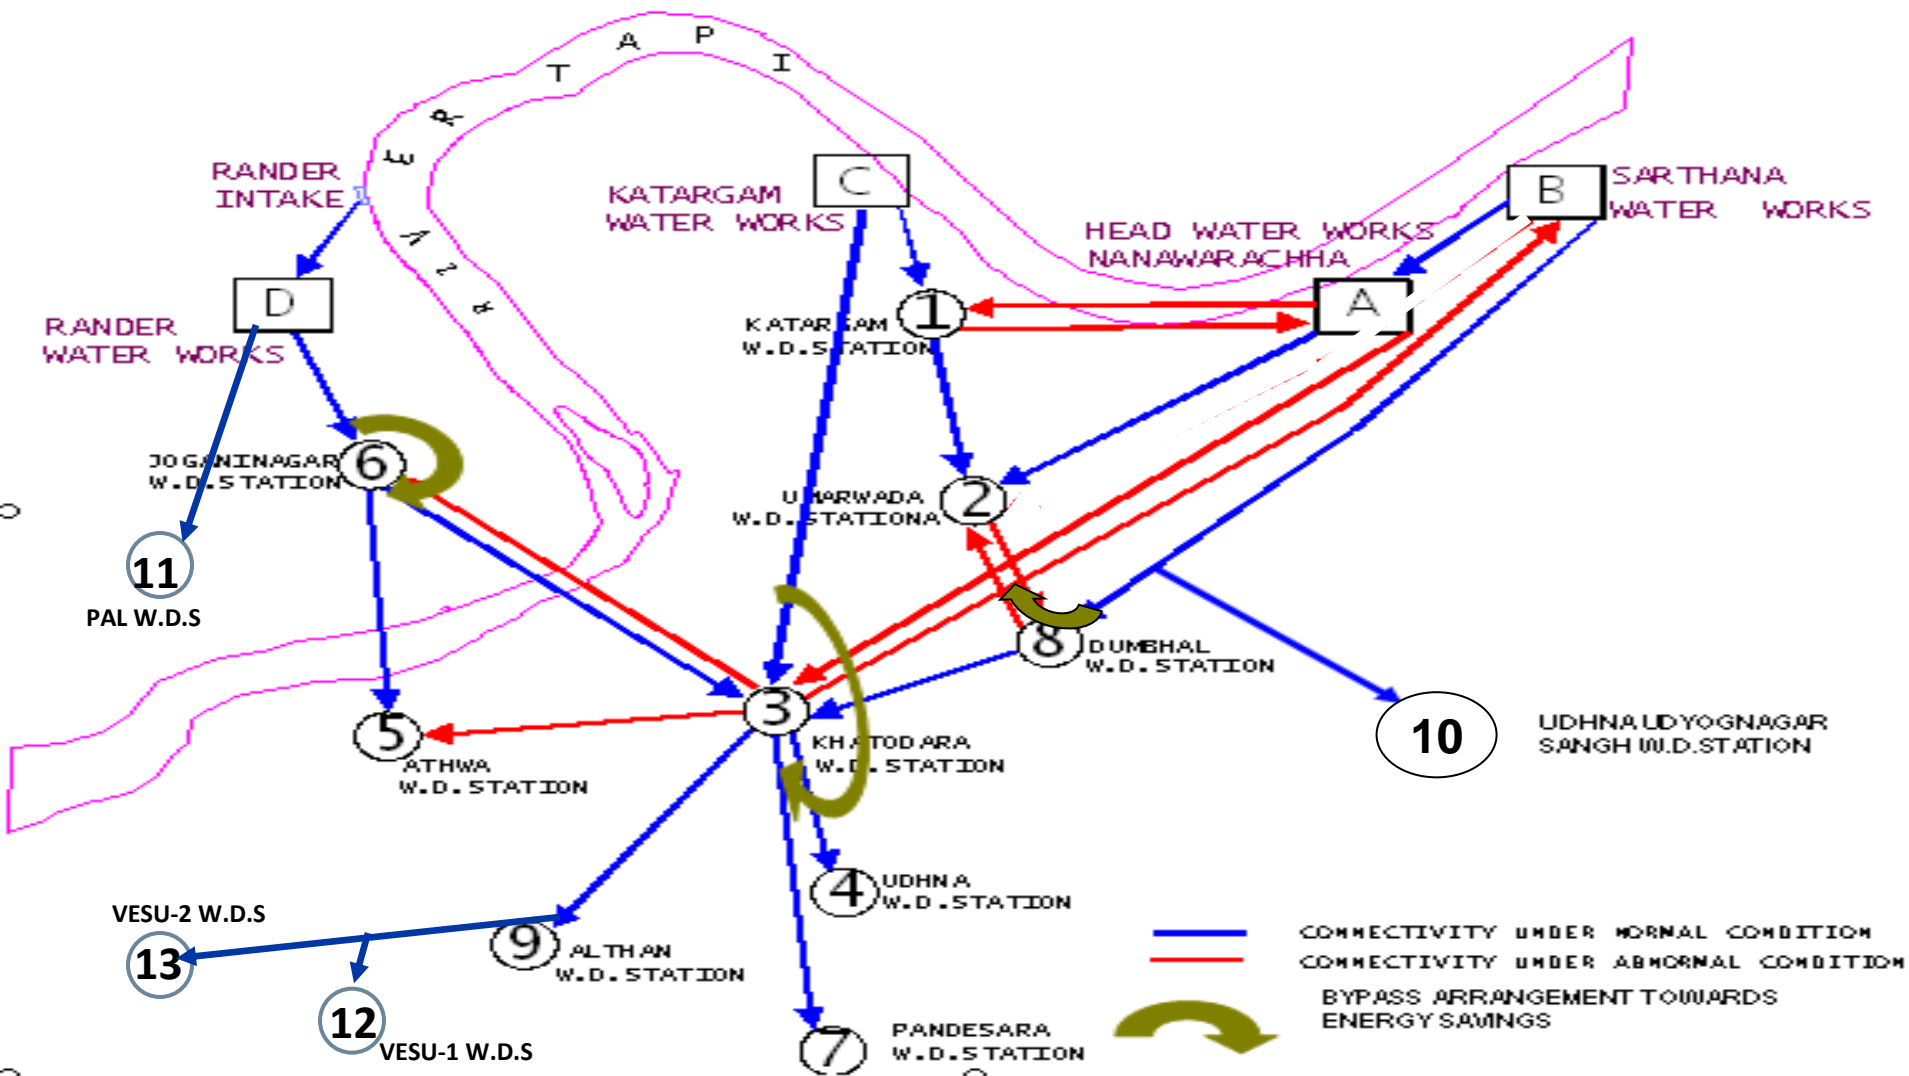 RIVER TAPI
RANDER
INTAKE
KATARGAM
WATER WORKS
C
B
SARTHANA
WATER WORKS
HEAD WATER WORKS
NANAWARACHHA
A
D
RANDER
WATER WORKS
1
KATARGAM
W.D.STATION
6
JOGANINAGAR
W.D.STATION
2
UMARWADA
W.D.STATIONA
11
PAL W.D.S
8
DUMBHAL
W.D.STATION
3
KHATODARA
W.D.STATION
5
ATHWA
W.D.STATION
10
UDHNA UDYOGNAGAR
SANGH W.D.STATION
4
UDHNA
W.D.STATION
VESU-2 W.D.S
13
9
ALTHAN
W.D.STATION
12
VESU-1 W.D.S
7
PANDESARA
W.D.STATION
CONNECTIVITY UNDER NORMAL CONDITION
CONNECTIVITY UNDER ABNORMAL CONDITION
BYPASS ARRANGEMENT TOWARDS
ENERGY SAVINGS